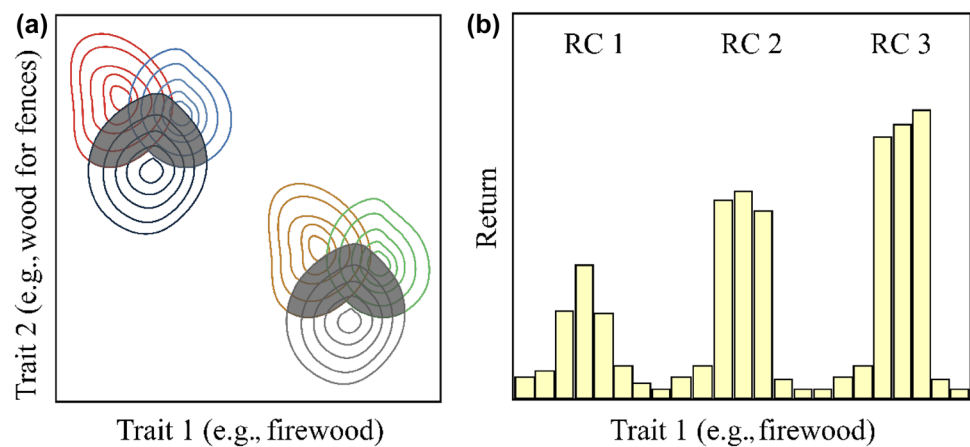 (a)
Trait 2 (e.g., wood for fences)
Trait 1 (e.g., firewood)
(b)
RC 1
RC 2
RC 3
Return
Trait 1 (e.g., firewood)